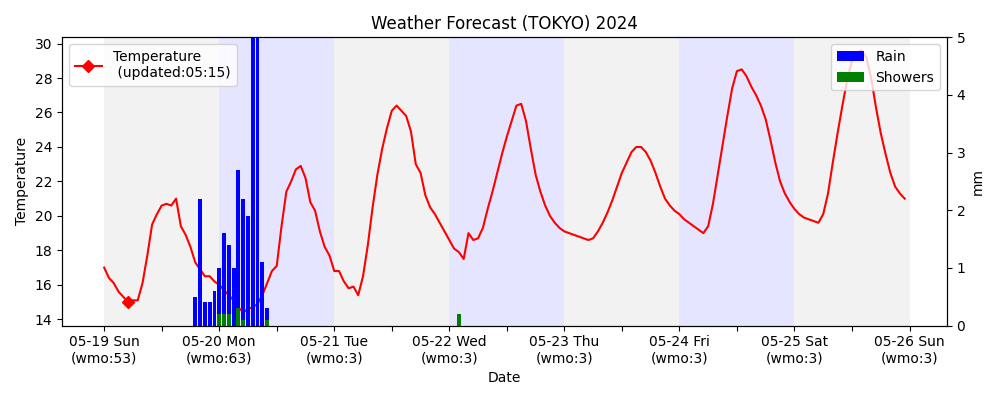 Weather Forecast (TOKYO) 2024
Temperature
(updated:05:15)
Rain
Showers
30
28
26
24
22
20
18
16
14
Temperature
5
4
3
2
1
0
mm
05-19 Sun
(wmo:53)
05-20 Mon
(wmo:63)
05-21 Tue
(wmo:3)
05-22 Wed
(wmo:3)
05-23 Thu
(wmo:3)
05-24 Fri
(wmo:3)
05-25 Sat
(wmo:3)
05-26 Sun
(wmo:3)
Date